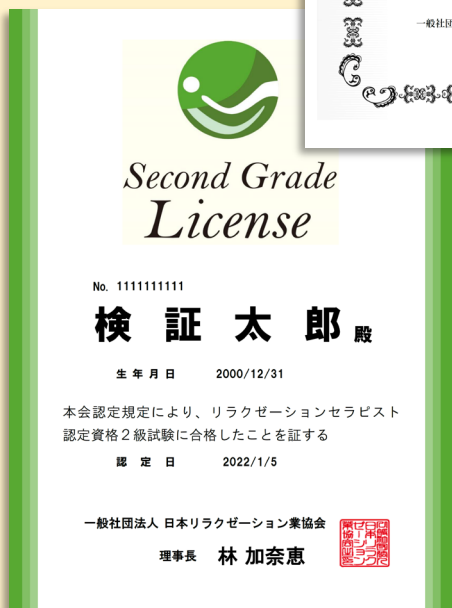 一般社団
Second Grade
License
No. 1111111111
検 証 太 郎 殿
生年月日 2000/12/31
本会認定規定により、リラクゼーションセラピスト
認定資格２級試験に合格したことを証する
認 定 日 2022/1/5
一般社団法人 日本リラクゼーション業協会
理事長 林 加奈恵